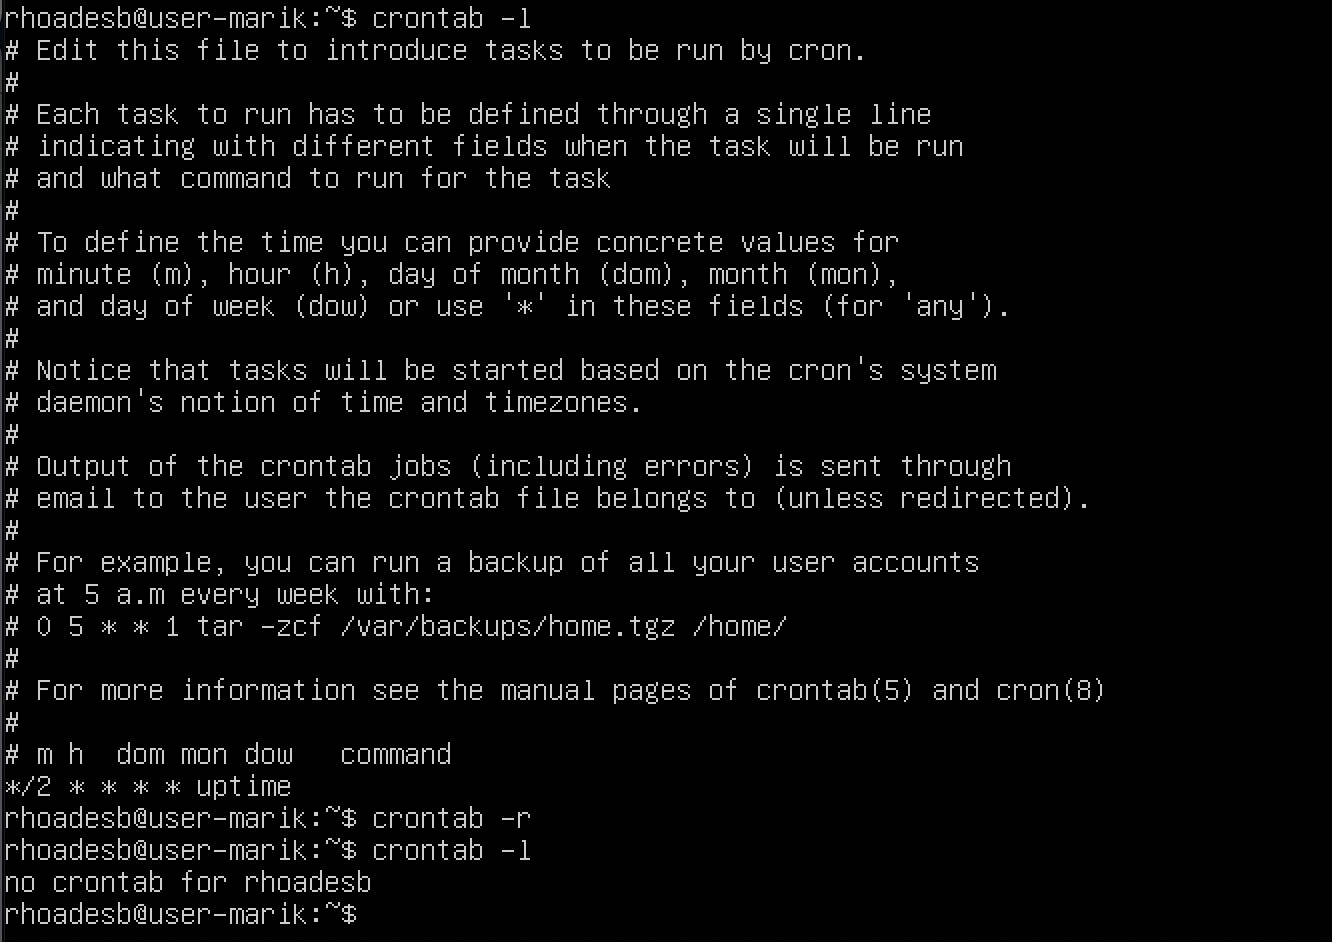 rhoadesb@user-marik:~$ crontab -l
# Edit this file to introduce tasks to be run by cron.
#
# Each task to run has to be defined through a single line
# indicating with different fields when the task will be run
# and what command to run for the task
#
# To define the time you can provide concrete values for
# minute (m), hour (h), day of month (dom), month (mon),
# and day of week (dow) or use '*' in these fields (for 'any').
#
# Notice that tasks will be started based on the cron's system
# daemon's notion of time and timezones.
#
# Output of the crontab jobs (including errors) is sent through
# email to the user the crontab file belongs to (unless redirected).
#
# For example, you can run a backup of all your user accounts
# at 5 a.m every week with:
# 0 5 * * 1 tar -zcf /var/backups/home.tgz /home/
#
# For more information see the manual pages of crontab(5) and cron(8)
#
# m h  dom mon dow   command
*/2 * * * * uptime
rhoadesb@user-marik:~$ crontab -r
rhoadesb@user-marik:~$ crontab -l
no crontab for rhoadesb
rhoadesb@user-marik:~$